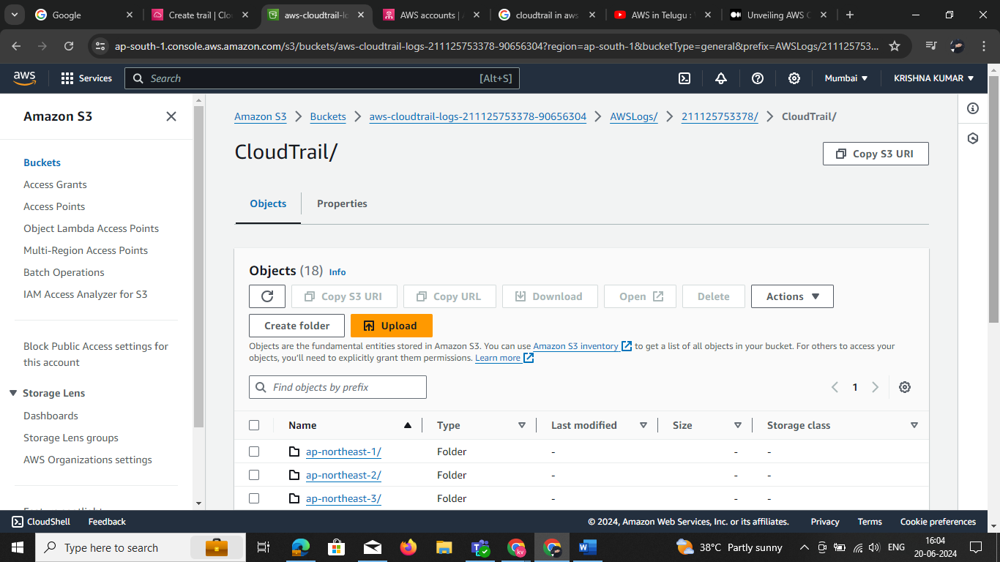 Google
Create trail | Clo
aws-cloudtrail-lo
AWS accounts | A
cloudtrail in aws
AWS in Telugu :
Unveiling AWS C
ap-south-1.console.aws.amazon.com/s3/buckets/aws-cloudtrail-logs-211125753378-90656304?region=ap-south-1&bucketType=general&prefix=AWSLogs/211125753...
aws Services Search [Alt+S] Mumbai ▼ KRISHNA KUMAR ▼
Amazon S3
Buckets
Access Grants
Access Points
Object Lambda Access Points
Multi-Region Access Points
Batch Operations
IAM Access Analyzer for S3
Block Public Access settings for
this account
Storage Lens
Dashboards
Storage Lens groups
AWS Organizations settings
Amazon S3 > Buckets > aws-cloudtrail-logs-211125753378-90656304 > AWSLogs/ > 211125753378/ > CloudTrail/
CloudTrail/
Copy S3 URI
Objects Properties
Objects (18) Info
Copy S3 URI Copy URL Download Open Delete Actions ▼
Create folder Upload
Objects are the fundamental entities stored in Amazon S3. You can use Amazon S3 inventory to get a list of all objects in your bucket. For others to access your
objects, you'll need to explicitly grant them permissions. Learn more
Find objects by prefix
1
Name Type Last modified Size Storage class
ap-northeast-1/ Folder - - -
ap-northeast-2/ Folder - - -
ap-northeast-3/ Folder - - -
CloudShell Feedback © 2024, Amazon Web Services, Inc. or its affiliates. Privacy Terms Cookie preferences
Type here to search
38°C Partly sunny
ENG
16:04
20-06-2024